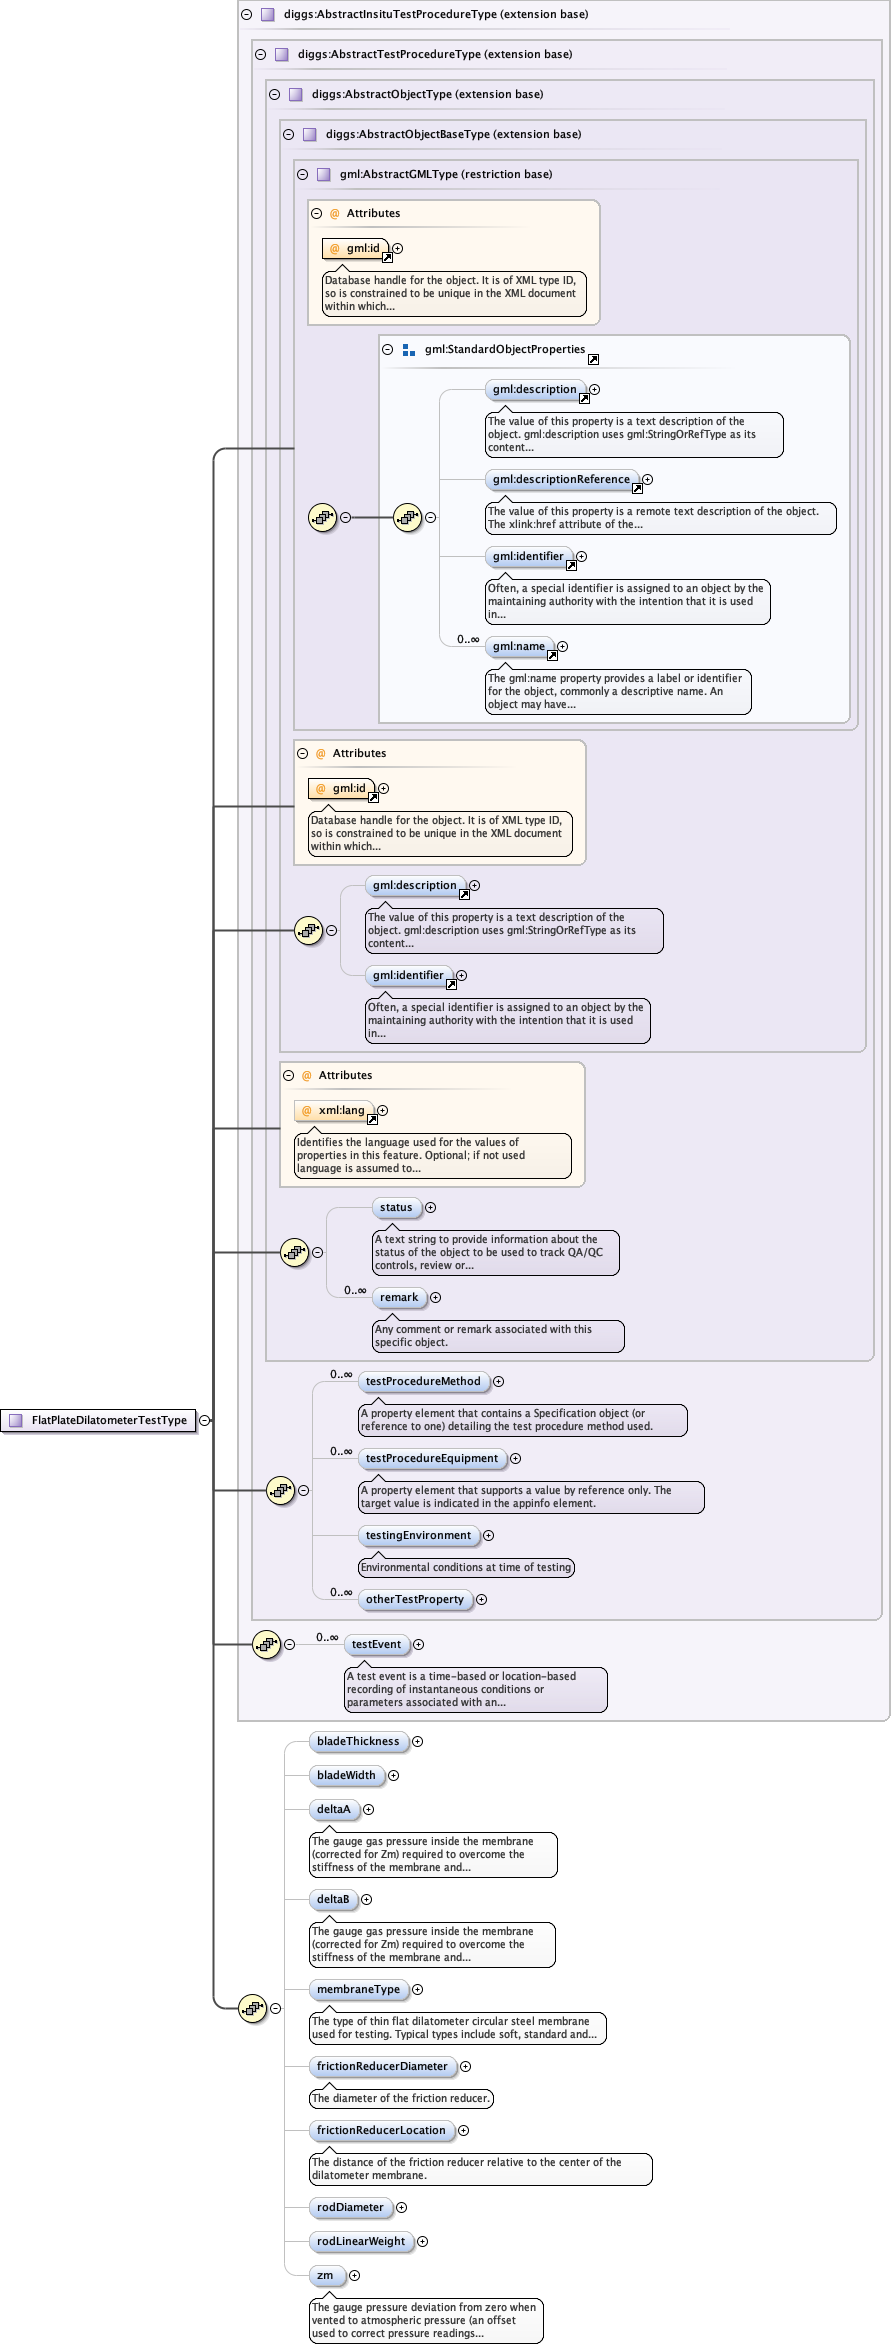 diggs:AbstractInsituTestProcedureType (extension base)
diggs:AbstractTestProcedureType (extension base)
diggs:AbstractObjectType (extension base)
diggs:AbstractObjectBaseType (extension base)
gml:AbstractGMLType (restriction base)
@ Attributes
@ gml:id
Database handle for the object. It is of XML type ID,
so is constrained to be unique in the XML document
within which...
gml:StandardObjectProperties
gml:description
The value of this property is a text description of the
object. gml:description uses gml:StringOrRefType as its
content...
gml:descriptionReference
The value of this property is a remote text description of the object.
The xlink:href attribute of the...
gml:identifier
Often, a special identifier is assigned to an object by the
maintaining authority with the intention that it is used
in...
0..∞
gml:name
The gml:name property provides a label or identifier
for the object, commonly a descriptive name. An
object may have...
@ Attributes
@ gml:id
Database handle for the object. It is of XML type ID,
so is constrained to be unique in the XML document
within which...
gml:description
The value of this property is a text description of the
object. gml:description uses gml:StringOrRefType as its
content...
gml:identifier
Often, a special identifier is assigned to an object by the
maintaining authority with the intention that it is used
in...
@ Attributes
@ xml:lang
Identifies the language used for the values of
properties in this feature. Optional; if not used
language is assumed to...
status
A text string to provide information about the
status of the object to be used to track QA/QC
controls, review or...
0..∞
remark
Any comment or remark associated with this
specific object.
0..∞
testProcedureMethod
A property element that contains a Specification object (or
reference to one) detailing the test procedure method used.
FlatPlateDilatometerTestType
0..∞
testProcedureEquipment
A property element that supports a value by reference only. The
target value is indicated in the appinfo element.
testingEnvironment
Environmental conditions at time of testing
0..∞
otherTestProperty
0..∞
testEvent
A test event is a time-based or location-based
recording of instantaneous conditions or
parameters associated with an...
bladeThickness
bladeWidth
deltaA
The gauge gas pressure inside the membrane
(corrected for Zm) required to overcome the
stiffness of the membrane and...
deltaB
The gauge gas pressure inside the membrane
(corrected for Zm) required to overcome the
stiffness of the membrane and...
membraneType
The type of thin flat dilatometer circular steel membrane
used for testing. Typical types include soft, standard and...
frictionReducerDiameter
The diameter of the friction reducer.
frictionReducerLocation
The distance of the friction reducer relative to the center of the
dilatometer membrane.
rodDiameter
rodLinearWeight
zm
The gauge pressure deviation from zero when
vented to atmospheric pressure (an offset
used to correct pressure readings...